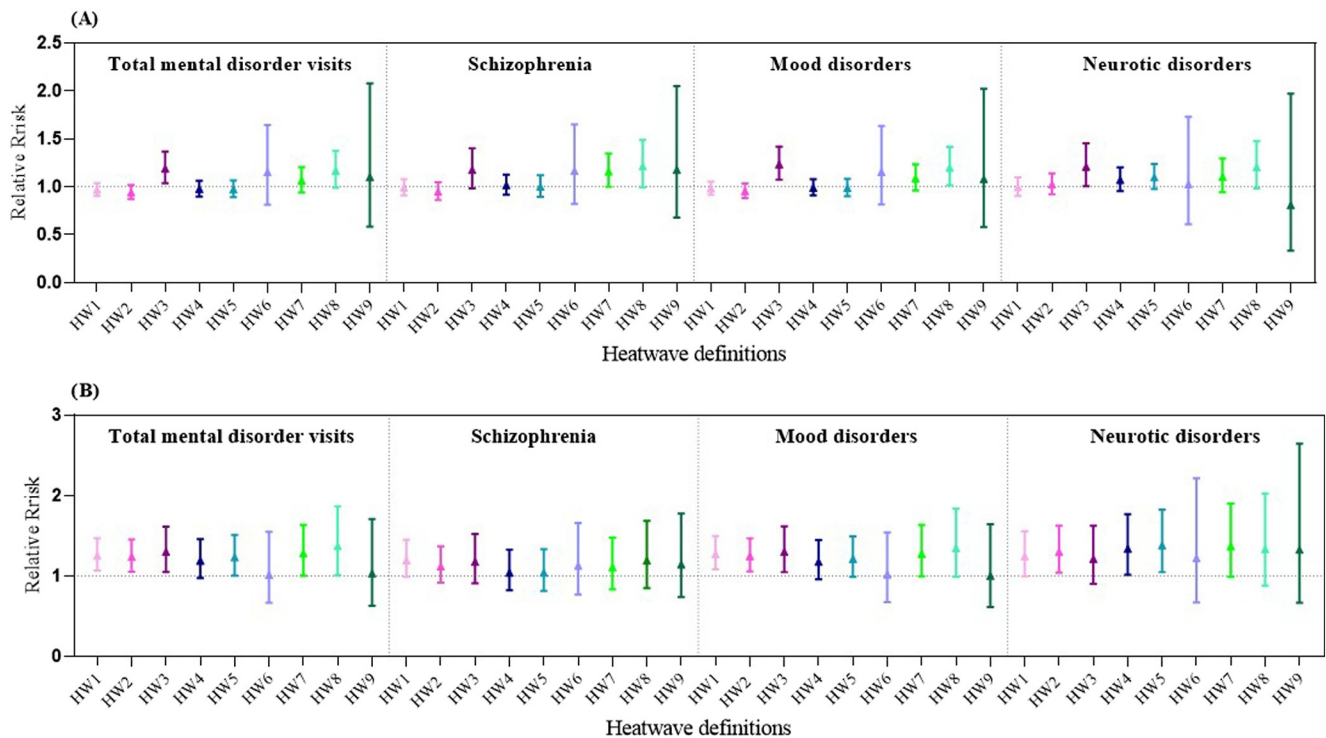 (A)
Total mental disorder visits Schizophrenia Mood disorders Neurotic disorders
Relative Rrisk
2.5
2.0
1.5
1.0
0.5
0.0
HW1 HW2 HW3 HW4 HW5 HW6 HW7 HW8 HW9 HW1 HW2 HW3 HW4 HW5 HW6 HW7 HW8 HW9 HW1 HW2 HW3 HW4 HW5 HW6 HW7 HW8 HW9 HW1 HW2 HW3 HW4 HW5 HW6 HW7 HW8 HW9
Heatwave definitions
(B)
Total mental disorder visits Schizophrenia Mood disorders Neurotic disorders
Relative Rrisk
3
2
1
0
HW1 HW2 HW3 HW4 HW5 HW6 HW7 HW8 HW9 HW1 HW2 HW3 HW4 HW5 HW6 HW7 HW8 HW9 HW1 HW2 HW3 HW4 HW5 HW6 HW7 HW8 HW9 HW1 HW2 HW3 HW4 HW5 HW6 HW7 HW8 HW9
Heatwave definitions